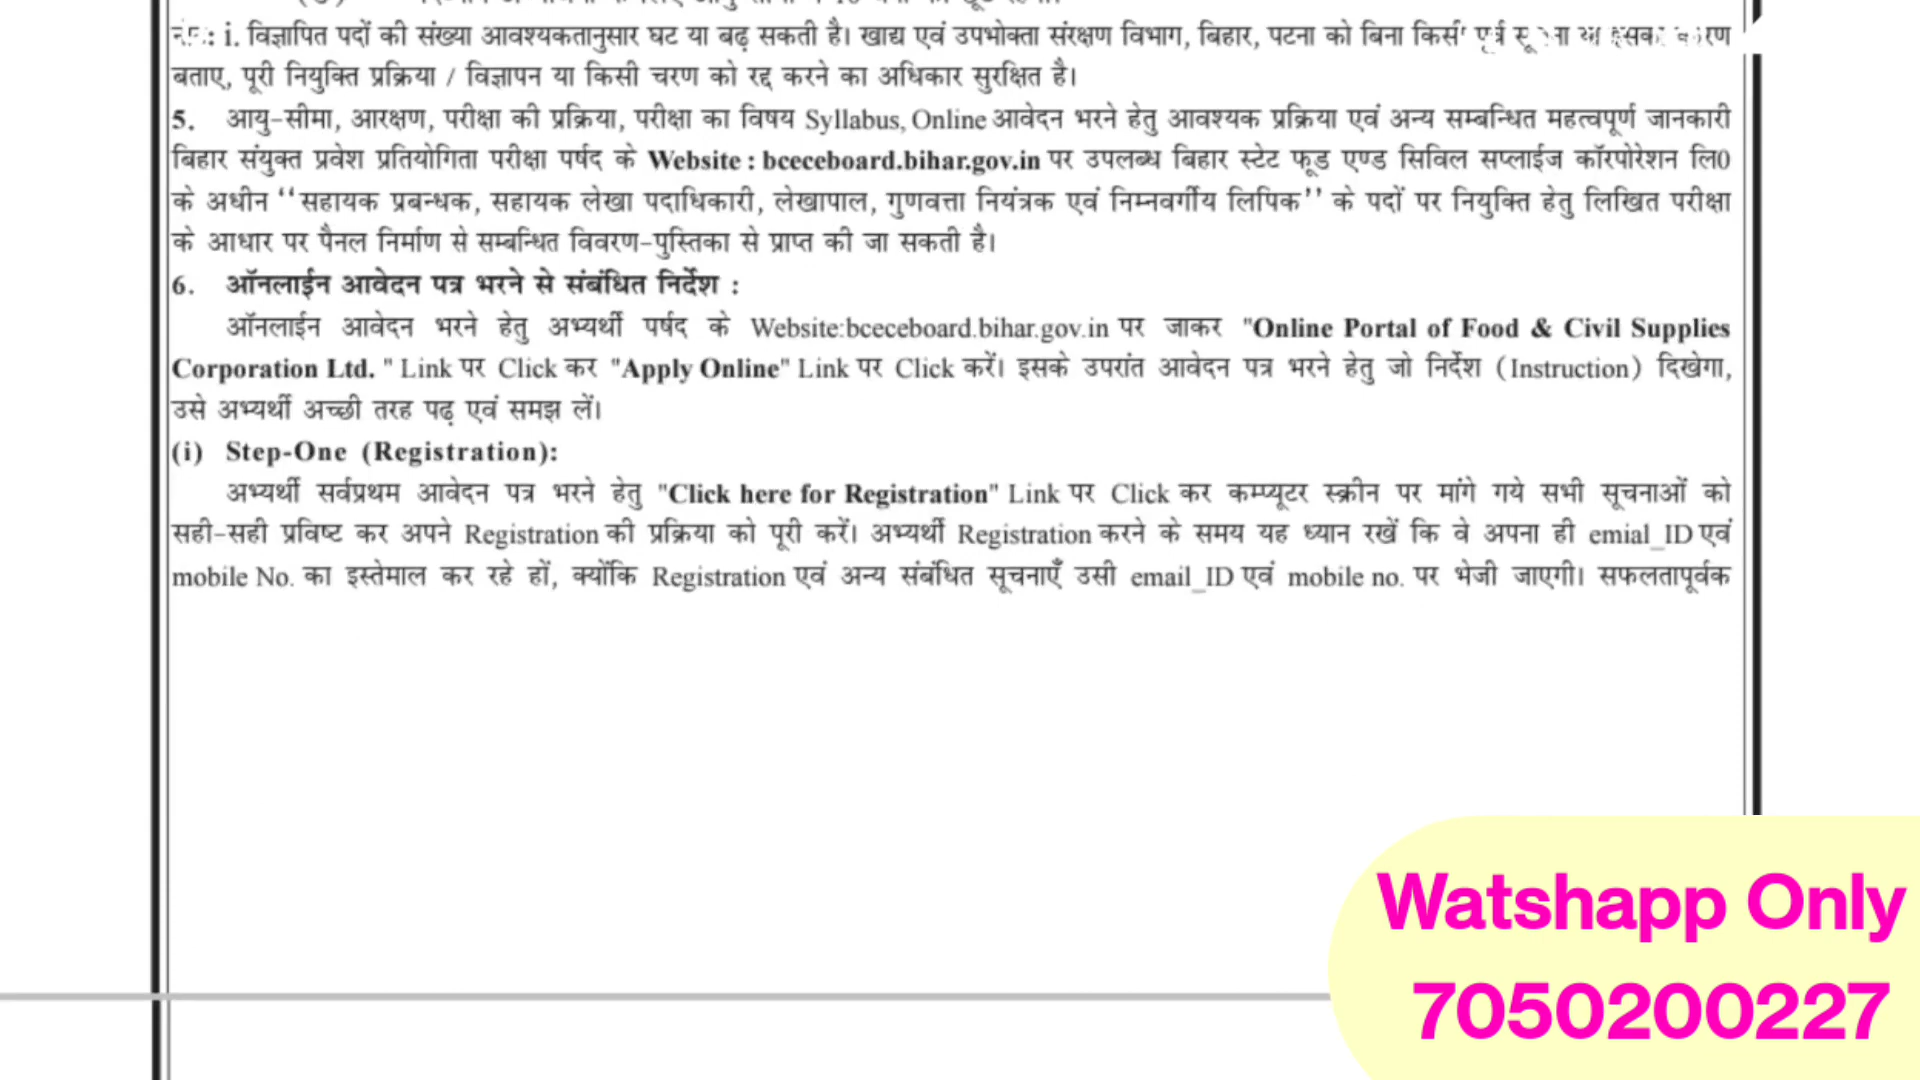 i. विज्ञापित पदों की संख्या आवश्यकतानुसार घट या बढ़ सकती है। खाद्य एवं उपभोक्ता संरक्षण विभाग, बिहार, पटना को बिना
बताए, पूरी नियुक्ति प्रक्रिया / विज्ञापन या किसी चरण को रद्द करने का अधिकार सुरक्षित है।
5. आयु-सीमा, आरक्षण, परीक्षा की प्रक्रिया, परीक्षा का विषय Syllabus, Online आवेदन भरने हेतु आवश्यक प्रक्रिया एवं अन्य सम्बन्धित महत्वपूर्ण जानकारी
बिहार संयुक्त प्रवेश प्रतियोगिता परीक्षा पर्षद के Website : bceceboard.bihar.gov.in पर उपलब्ध बिहार स्टेट फूड एण्ड सिविल सप्लाईज कॉरपोरेशन लि0
के अधीन ‘‘सहायक प्रबन्धक, सहायक लेखा पदाधिकारी, लेखापाल, गुणवत्ता नियंत्रक एवं निम्नवर्गीय लिपिक’’ के पदों पर नियुक्ति हेतु लिखित परीक्षा
के आधार पर पैनल निर्माण से सम्बन्धित विवरण-पुस्तिका से प्राप्त की जा सकती है।
6. ऑनलाईन आवेदन पत्र भरने से संबंधित निर्देश :
ऑनलाईन आवेदन भरने हेतु अभ्यर्थी पर्षद के Website:bceceboard.bihar.gov.in पर जाकर "Online Portal of Food & Civil Supplies
Corporation Ltd. " Link पर Click कर "Apply Online" Link पर Click करें। इसके उपरांत आवेदन पत्र भरने हेतु जो निर्देश (Instruction) दिखेगा,
उसे अभ्यर्थी अच्छी तरह पढ़ एवं समझ लें।
(i) Step-One (Registration):
अभ्यर्थी सर्वप्रथम आवेदन पत्र भरने हेतु "Click here for Registration" Link पर Click कर कम्प्यूटर स्क्रीन पर मांगे गये सभी सूचनाओं को
सही-सही प्रविष्ट कर अपने Registration की प्रक्रिया को पूरी करें। अभ्यर्थी Registration करने के समय यह ध्यान रखें कि वे अपना ही emial_ID एवं
mobile No. का इस्तेमाल कर रहे हों, क्योंकि Registration एवं अन्य संबंधित सूचनाएँ उसी email_ID एवं mobile no. पर भेजी जाएगी। सफलतापूर्वक
Watshapp Only
7050200227